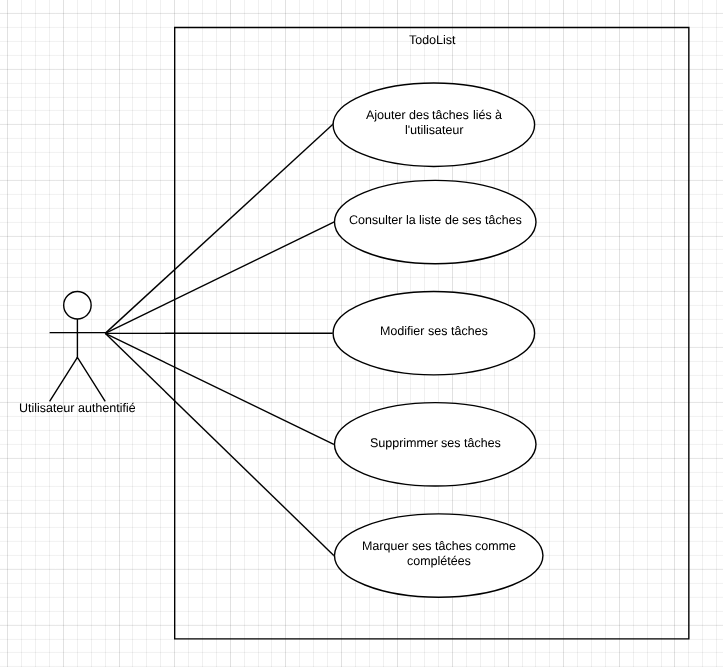 TodoList
Ajouter des tâches liés à
l'utilisateur
Consulter la liste de ses tâches
Modifier ses tâches
Utilisateur authentifié
Supprimmer ses tâches
Marquer ses tâches comme
complétées